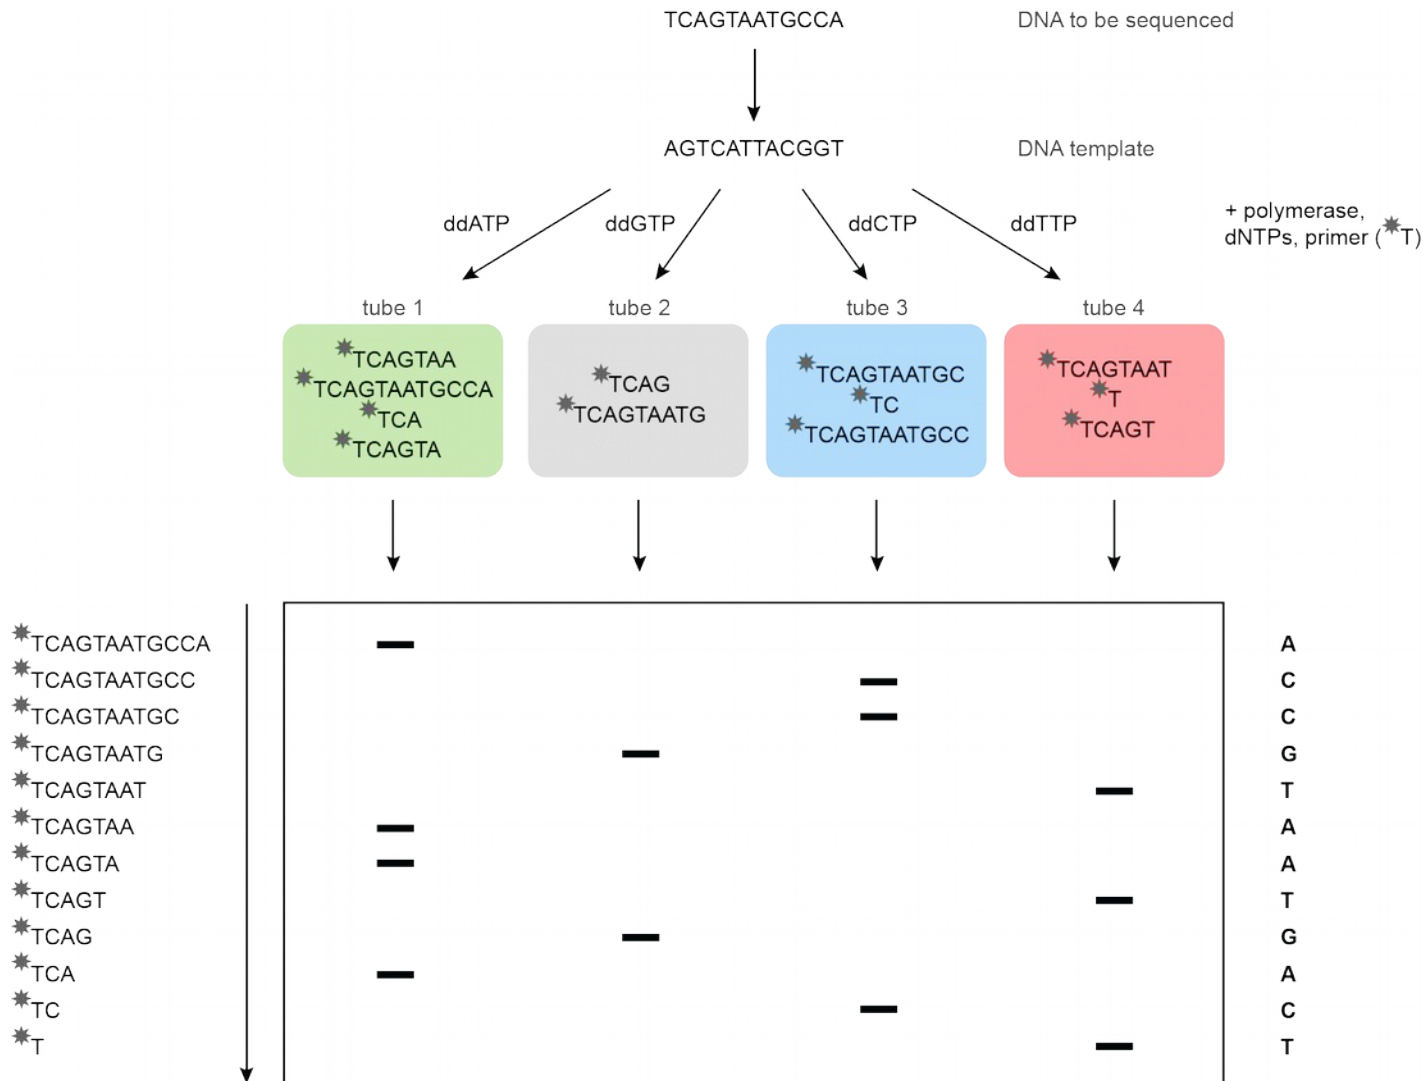 TCAGTAATGCCA DNA to be sequenced
AGTCATTACGGT DNA template
ddATP ddGTP ddCTP ddTTP
+ polymerase,
dNTPs, primer (T)
tube 1 tube 2 tube 3 tube 4
TCAGTAA
TCAGTAATGCCA
TCA
TCAGTA
TCAG
TCAGTAATG
TCAGTAATGC
TC
TCAGTAATGCC
TCAGTAAT
T
TCAGT
TCAGTAATGCCA A
TCAGTAATGCC C
TCAGTAATGC C
TCAGTAATG G
TCAGTAAT T
TCAGTAA A
TCAGTA A
TCAGT T
TCAG G
TCA A
TC C
T T